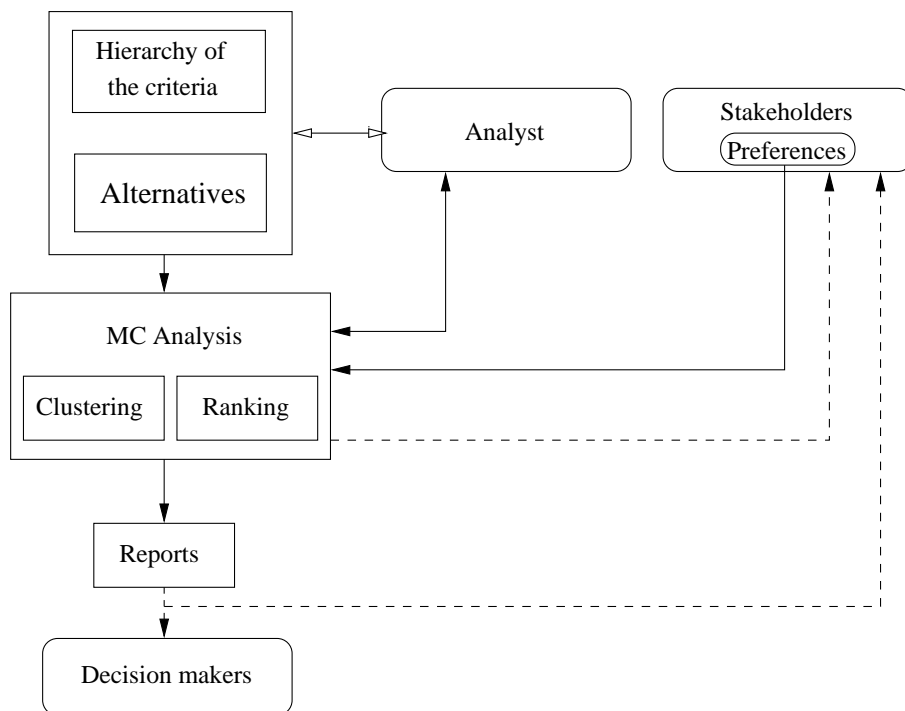 Hierarchy of
the criteria
Alternatives
Analyst
Stakeholders
Preferences
MC Analysis
Clustering
Ranking
Reports
Decision makers